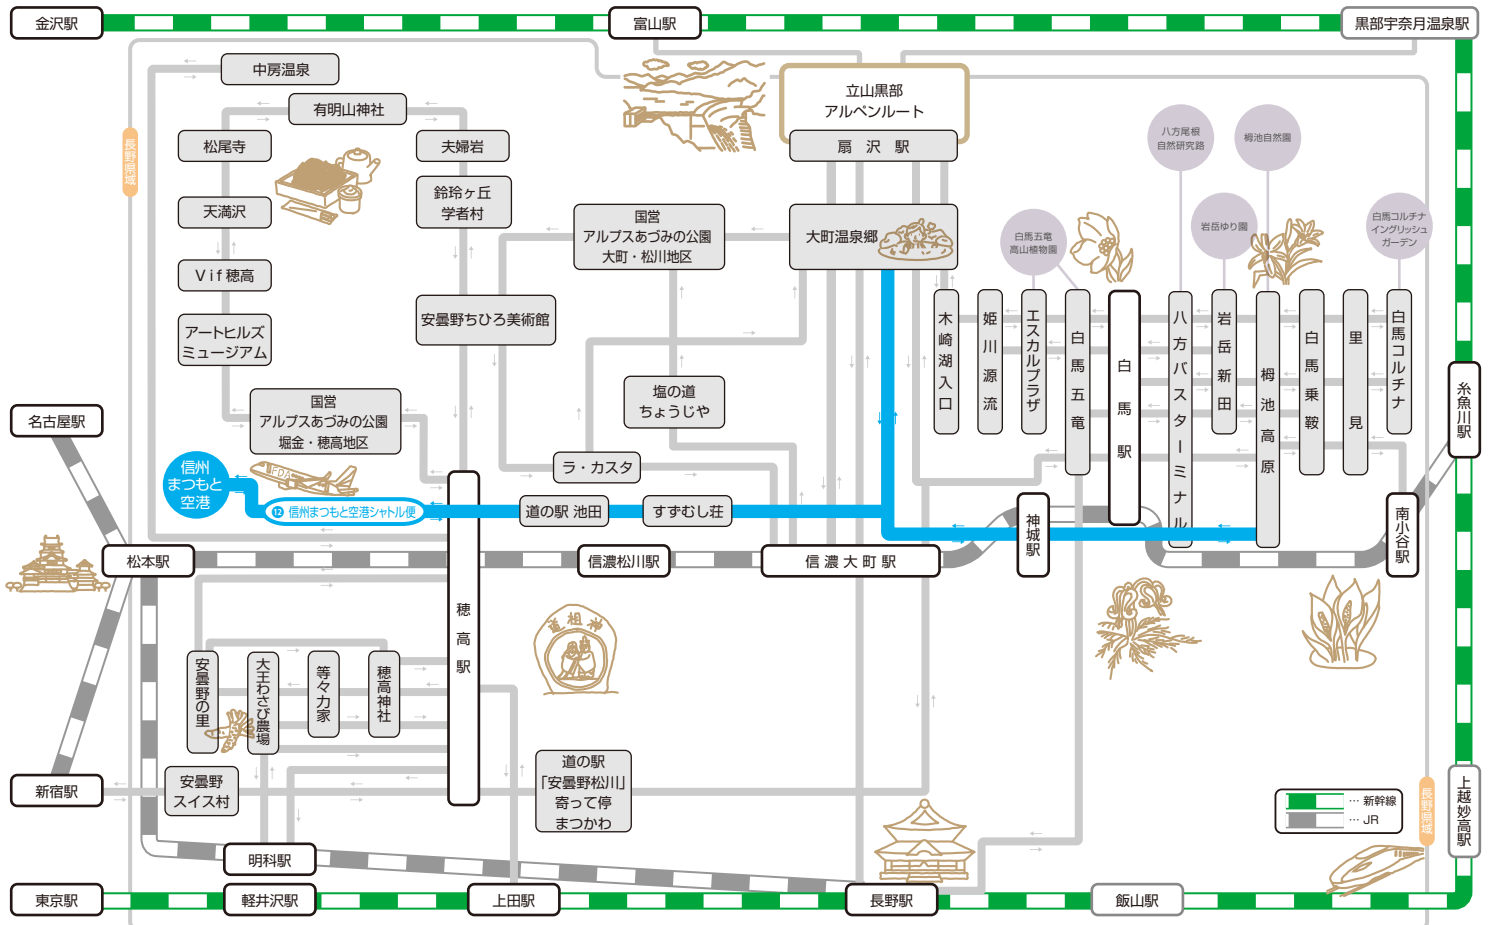 金沢駅
富山駅
黒部宇奈月温泉駅
中房温泉
有明山神社
松尾寺
夫婦岩
立山黒部
アルペンルート
扇沢駅
八方尾根
自然研究路
栂池自然園
長野県域
鈴玲ヶ丘
学者村
天満沢
国営
アルプスあづみの公園
大町・松川地区
大町温泉郷
白馬五竜
高山植物園
岩岳ゆり園
白馬コルチナ
イングリッシュ
ガーデン
Vif穂高
安曇野ちひろ美術館
アートヒルズ
ミュージアム
木崎湖入口
姫川源流
エスカルプラザ
白馬五竜
白馬駅
八方バスターミナル
岩岳新田
栂池高原
白馬乗鞍
里見
白馬コルチナ
糸魚川駅
国営
アルプスあづみの公園
堀金・穂高地区
塩の道
ちょうじや
名古屋駅
信州
まつもと
空港
FDA
⑫ 信州まつもと空港シャトル便
ラ・カスタ
道の駅 池田
すずむし荘
神城駅
南小谷駅
松本駅
信濃松川駅
信濃大町駅
穂高駅
道祖神
安曇野の里
大王わさび農場
等々力家
穂高神社
新宿駅
安曇野
スイス村
道の駅
「安曇野松川」
寄って停
まつかわ
… 新幹線
… JR
長野県域
上越妙高駅
明科駅
東京駅
軽井沢駅
上田駅
長野駅
飯山駅